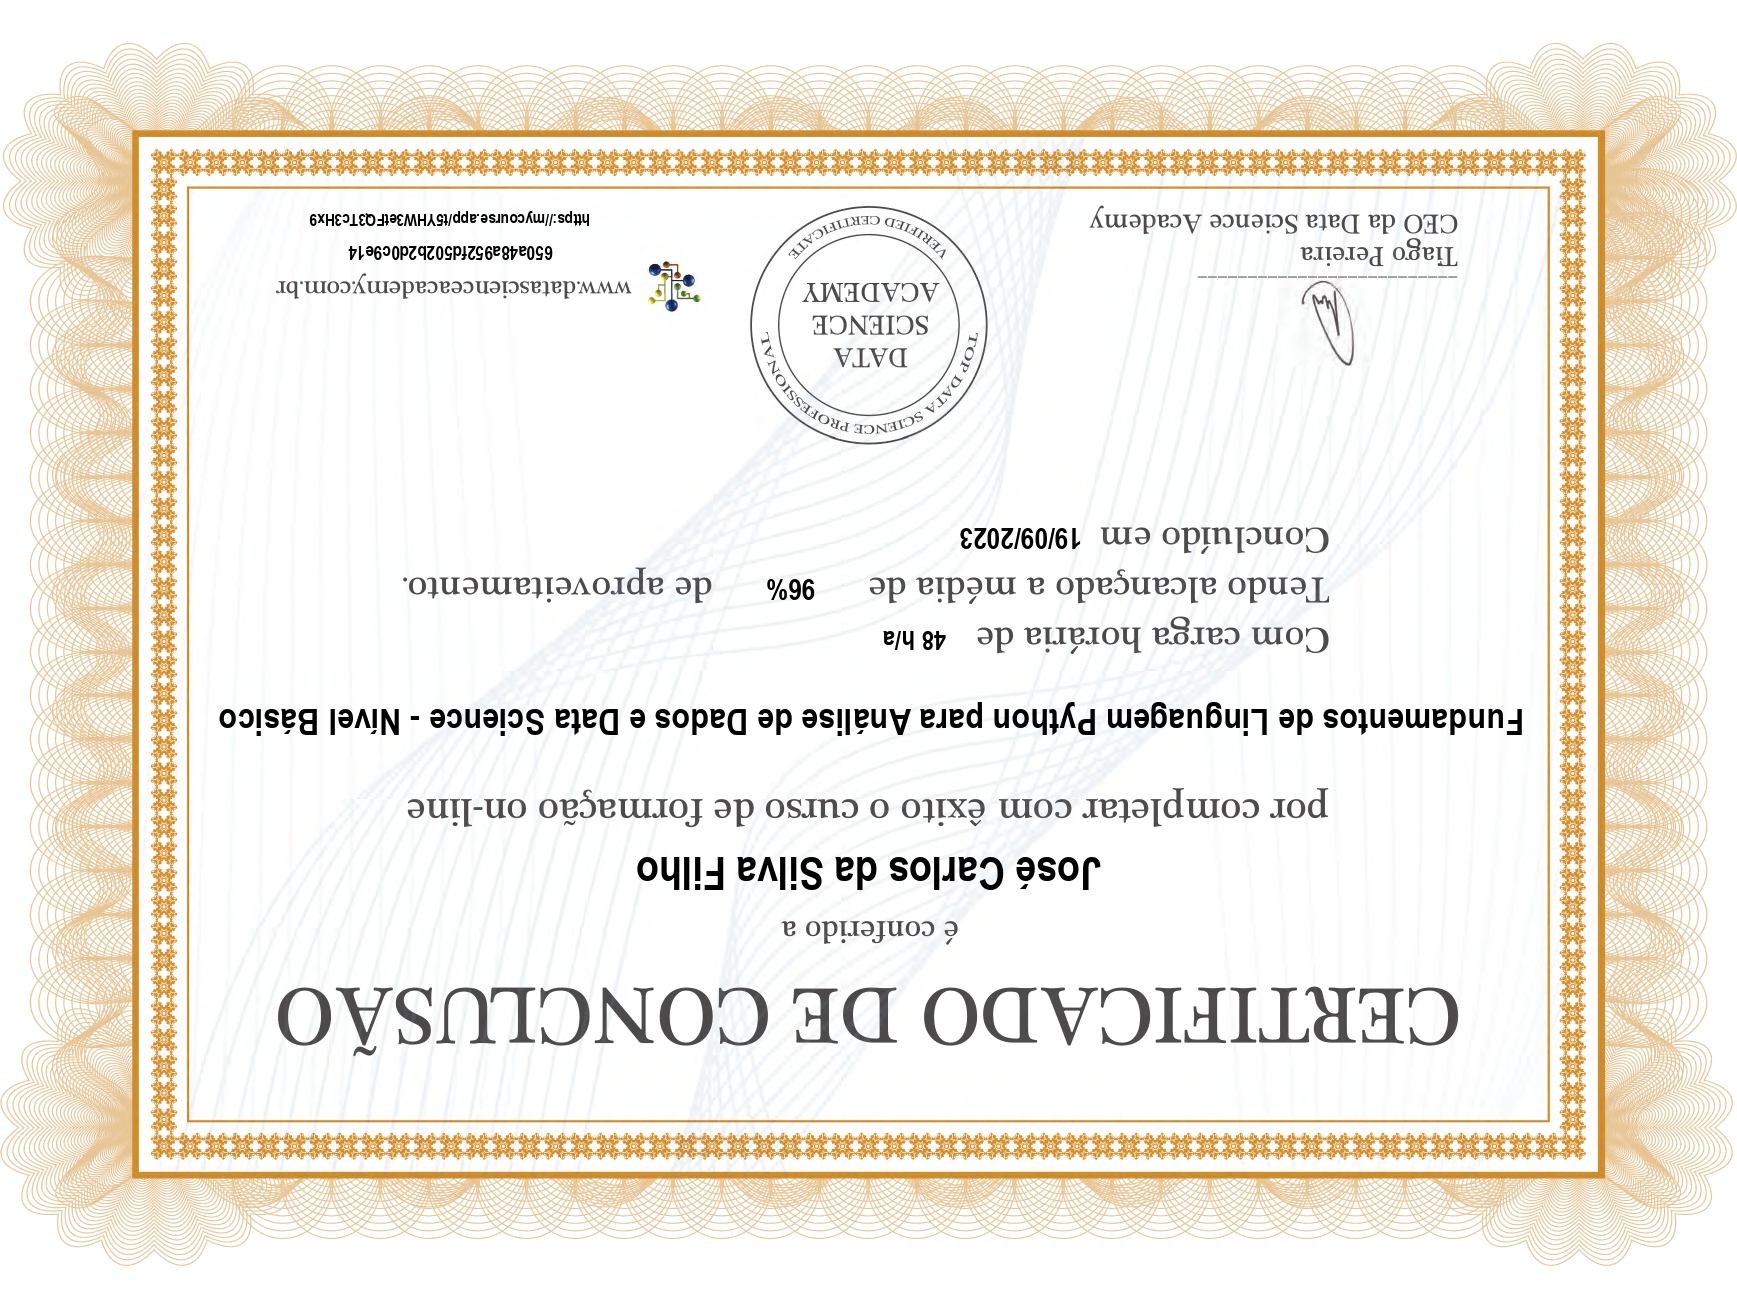 CERTIFICADO DE CONCLUSÃO
é conferido a
José Carlos da Silva Filho
por completar com êxito o curso de formação on-line
Fundamentos de Linguagem Python para Análise de Dados e Data Science - Nível Básico
Com carga horária de 48 h/a
Tendo alcançado a média de 96% de aproveitamento.
Concluído em 19/09/2023
Tiago Pereira
CEO da Data Science Academy
TOP DATA SCIENCE PROFESSIONAL
DATA
SCIENCE
ACADEMY
VERIFIED CERTIFICATE
www.datascienceacademy.com.br
650a48a952fd502b2d0c9e14
https://mycourse.app/t5YHW3etFQ3Tc3Hx9